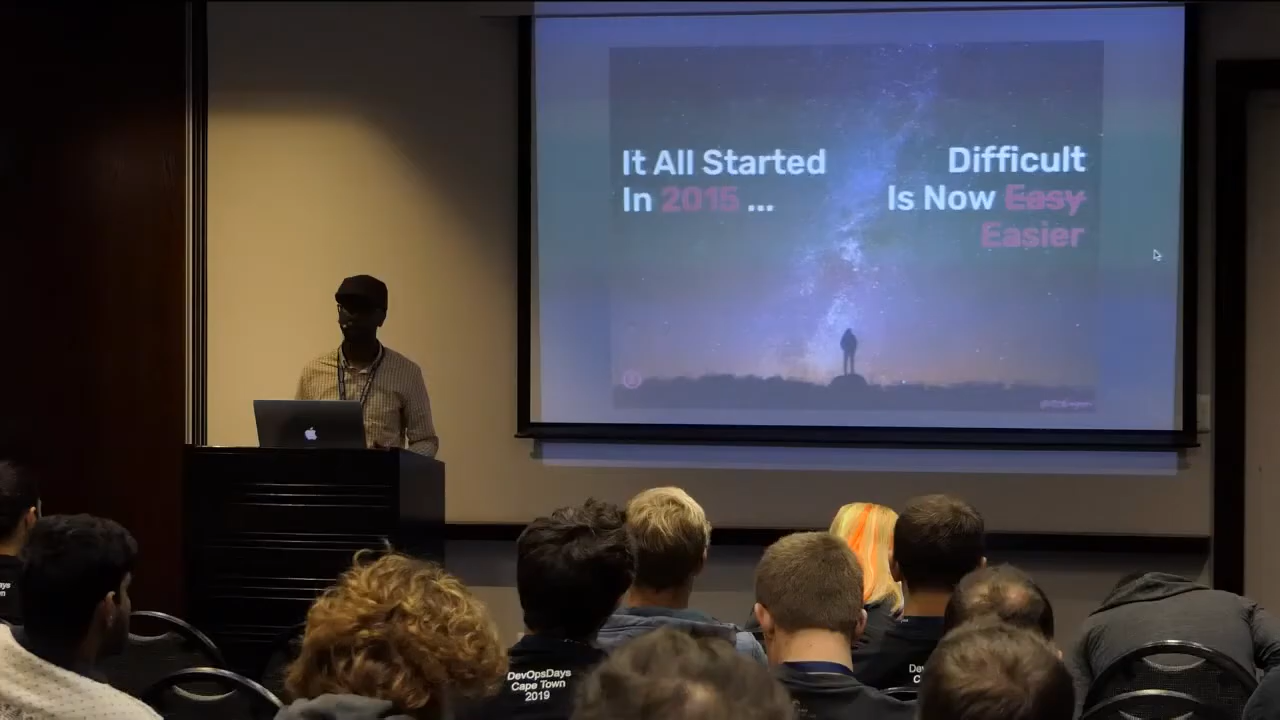 It All Started
In 2015 ...
Difficult
Is Now Easy
Easier
DevOpsDays
Cape Town
2019